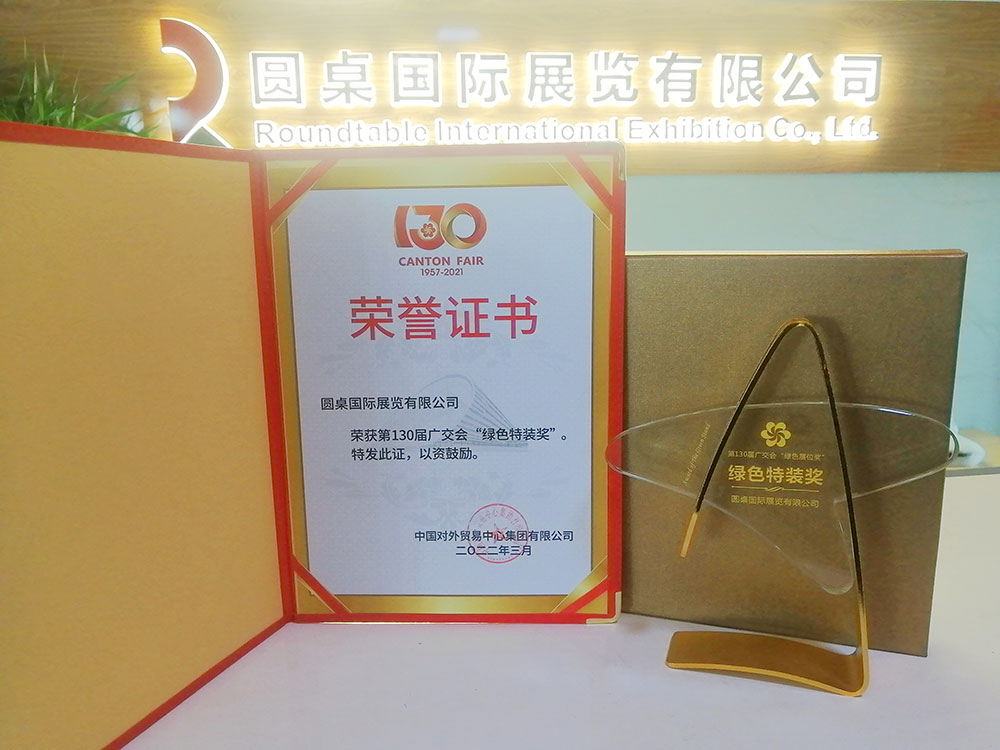 圆桌国际展览有限公司
Roundtable International Exhibition Co., Ltd.
130
CANTON FAIR
1957-2021
荣誉证书
圆桌国际展览有限公司
荣获第130届广交会“绿色特装奖”。
特发此证，以资鼓励。
中国对外贸易中心集团有限公司
二〇二二年三月
第130届广交会“绿色展位奖”
绿色特装奖
圆桌国际展览有限公司